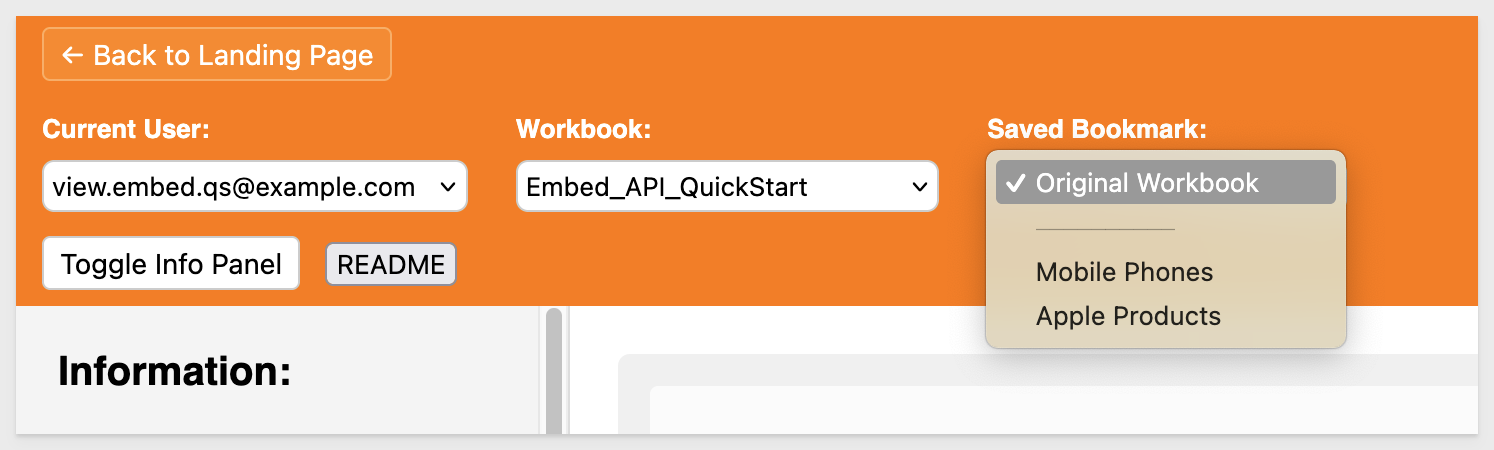 ← Back to Landing Page
Current User:
Workbook:
Saved Bookmark:
view.embed.qs@example.com
Embed_API_QuickStart
✓ Original Workbook
Mobile Phones
Apple Products
Toggle Info Panel
README
Information: